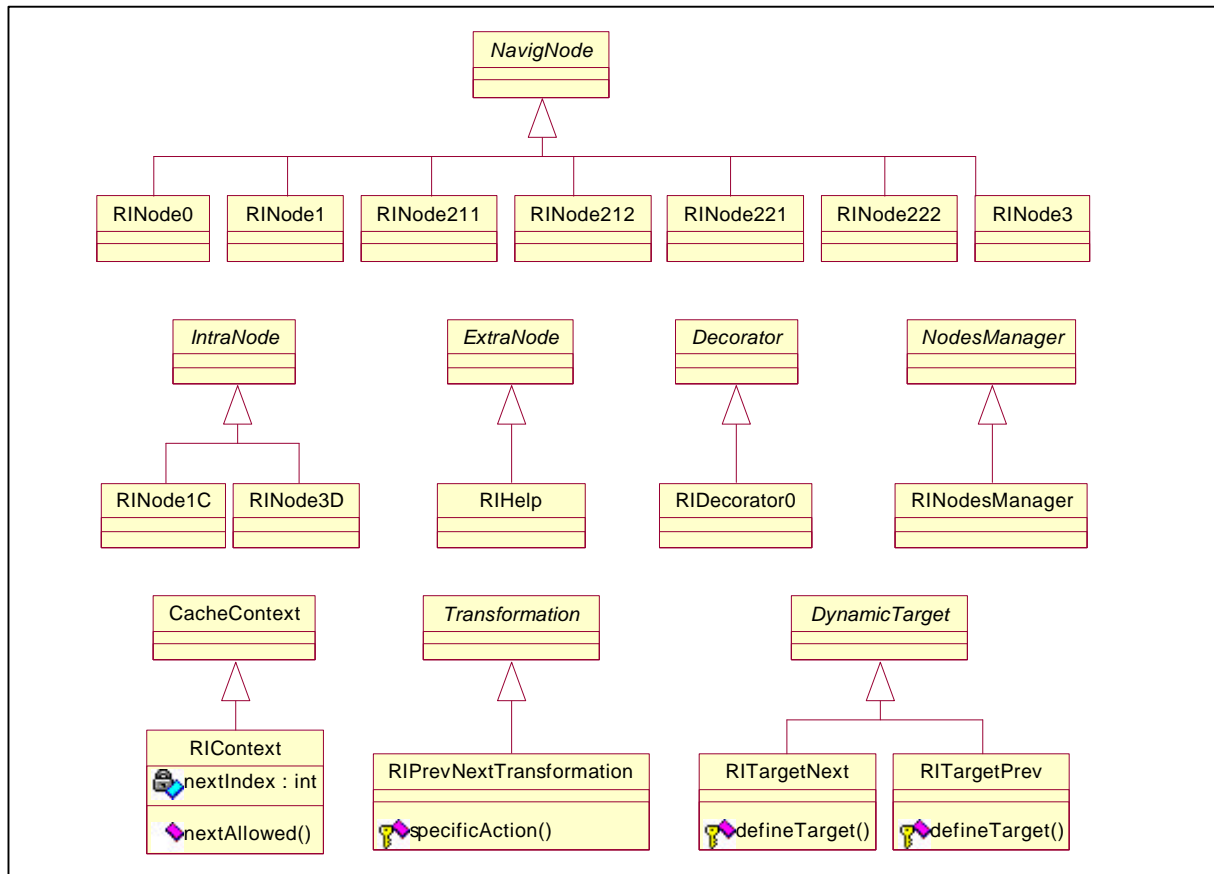 NavigNode
RINode0 RINode1 RINode211 RINode212 RINode221 RINode222 RINode3
IntraNode ExtraNode Decorator NodesManager
RINode1C RINode3D RIHelp RIDecorator0 RINodesManager
CacheContext Transformation DynamicTarget
RIContext RIPrevNextTransformation RITargetNext RITargetPrev
nextIndex : int
nextAllowed() specificAction() defineTarget() defineTarget()